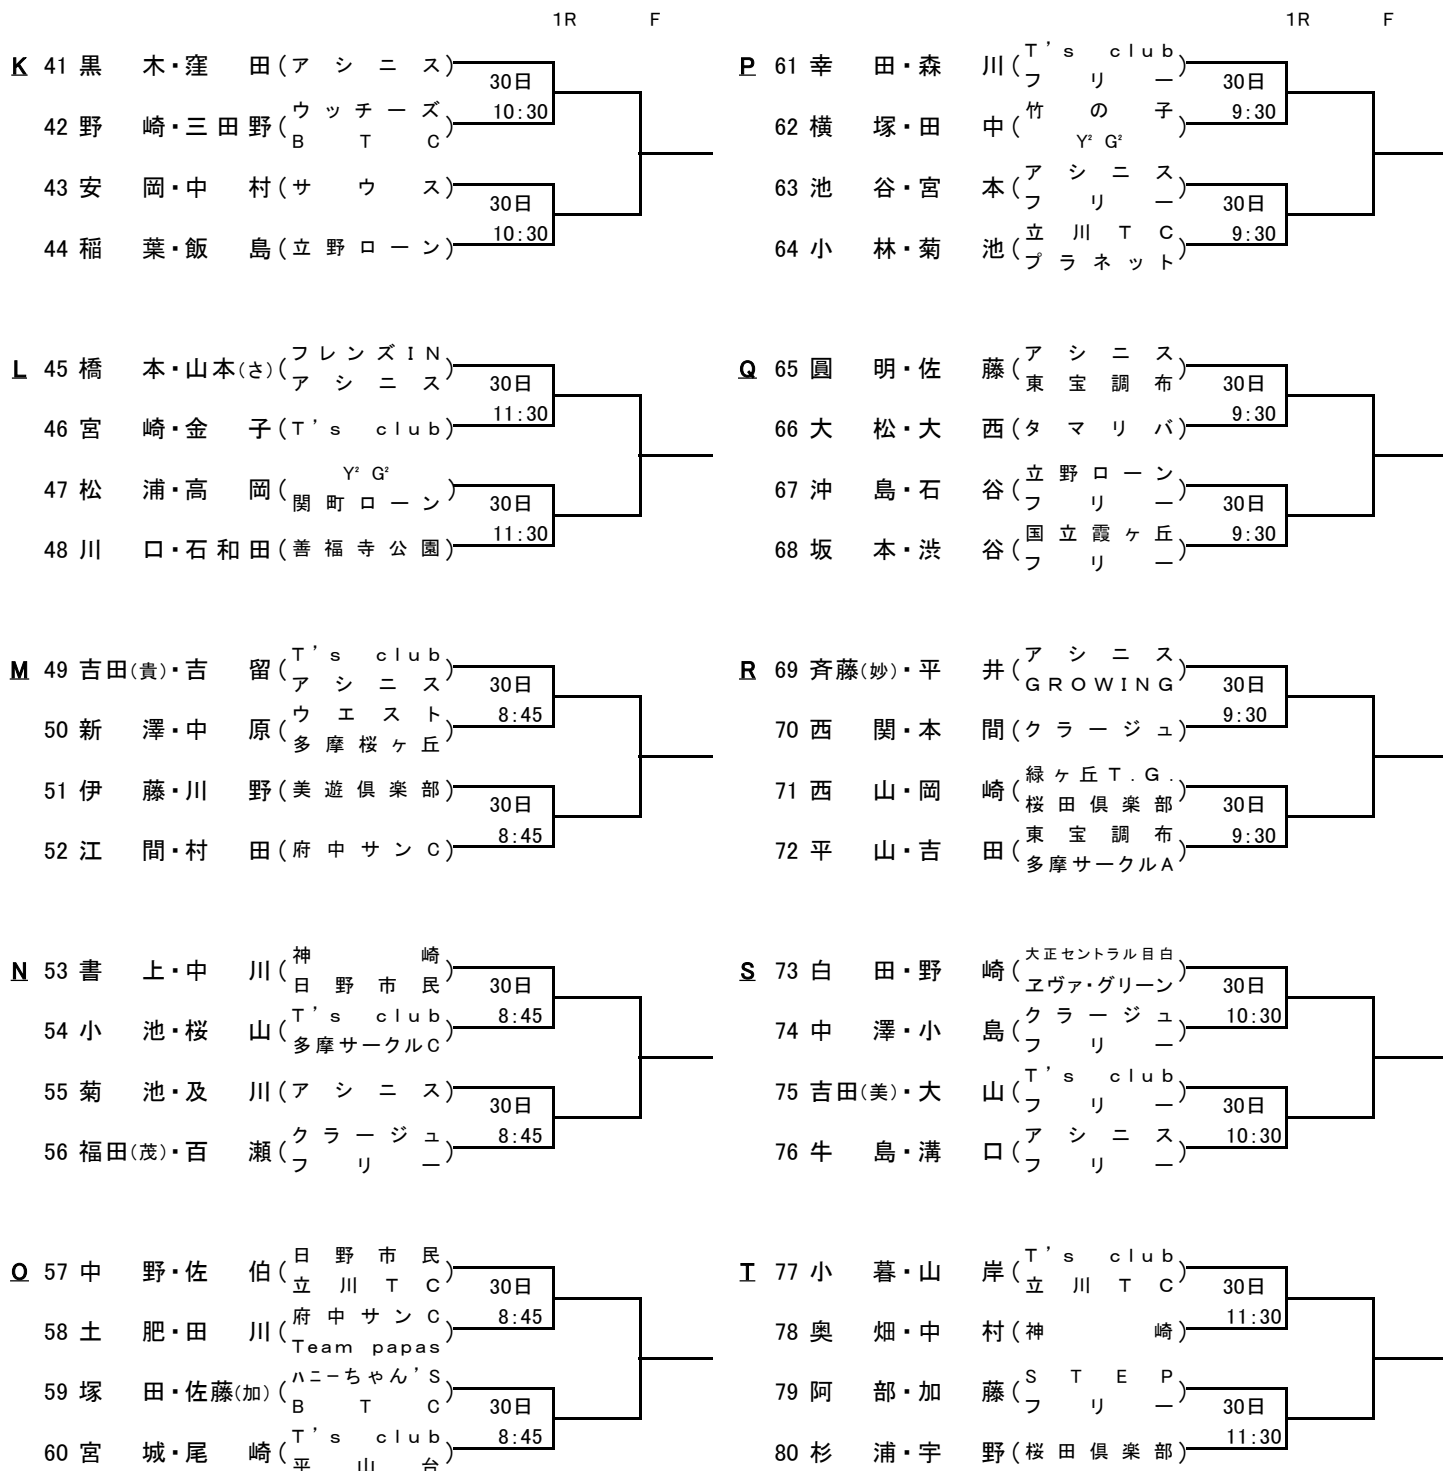 1R F
K 41 黒木・窪田(アシニス)
30日
10:30
42 野崎・三田野(ウッチーズ BTC)
43 安岡・中村(サウス)
30日
10:30
44 稲葉・飯島(立野ローン)
L 45 橋本・山本(さ)(フレンズIN アシニス)
30日
11:30
46 宮崎・金子(T's club)
47 松浦・高岡(Y² G² 関町ローン)
30日
11:30
48 川口・石和田(善福寺公園)
M 49 吉田(貴)・吉留(T's club アシニス)
30日
8:45
50 新澤・中原(ウエスト 多摩桜ヶ丘)
51 伊藤・川野(美遊倶楽部)
30日
8:45
52 江間・村田(府中サンC)
N 53 書上・中川(神崎 日野市民)
30日
8:45
54 小池・桜山(T's club 多摩サークルC)
55 菊池・及川(アシニス)
30日
8:45
56 福田(茂)・百瀬(クラージュ フリー)
O 57 中野・佐伯(日野市民 立川TC)
30日
8:45
58 土肥・田川(府中サンC Team papas)
59 塚田・佐藤(加)(ハニーちゃん'S BTC)
30日
8:45
60 宮城・尾崎(T's club 平山台)
1R F
P 61 幸田・森川(T's club フリー)
30日
9:30
62 横塚・田中(竹の子 Y² G²)
63 池谷・宮本(アシニス フリー)
30日
9:30
64 小林・菊池(立川TC プラネット)
Q 65 圓明・佐藤(アシニス 東宝調布)
30日
9:30
66 大松・大西(タマリバ)
67 沖島・石谷(立野ローン フリー)
30日
9:30
68 坂本・渋谷(国立霞ヶ丘 フリー)
R 69 斉藤(妙)・平井(アシニス GROWING)
30日
9:30
70 西関・本間(クラージュ)
71 西山・岡崎(緑ヶ丘T.G. 桜田倶楽部)
30日
9:30
72 平山・吉田(東宝調布 多摩サークルA)
S 73 白田・野崎(大正セントラル目白 ヱヴァ・グリーン)
30日
10:30
74 中澤・小島(クラージュ フリー)
75 吉田(美)・大山(T's club フリー)
30日
10:30
76 牛島・溝口(アシニス フリー)
T 77 小暮・山岸(T's club 立川TC)
30日
11:30
78 奥畑・中村(神崎)
79 阿部・加藤(STEP フリー)
30日
11:30
80 杉浦・宇野(桜田倶楽部)